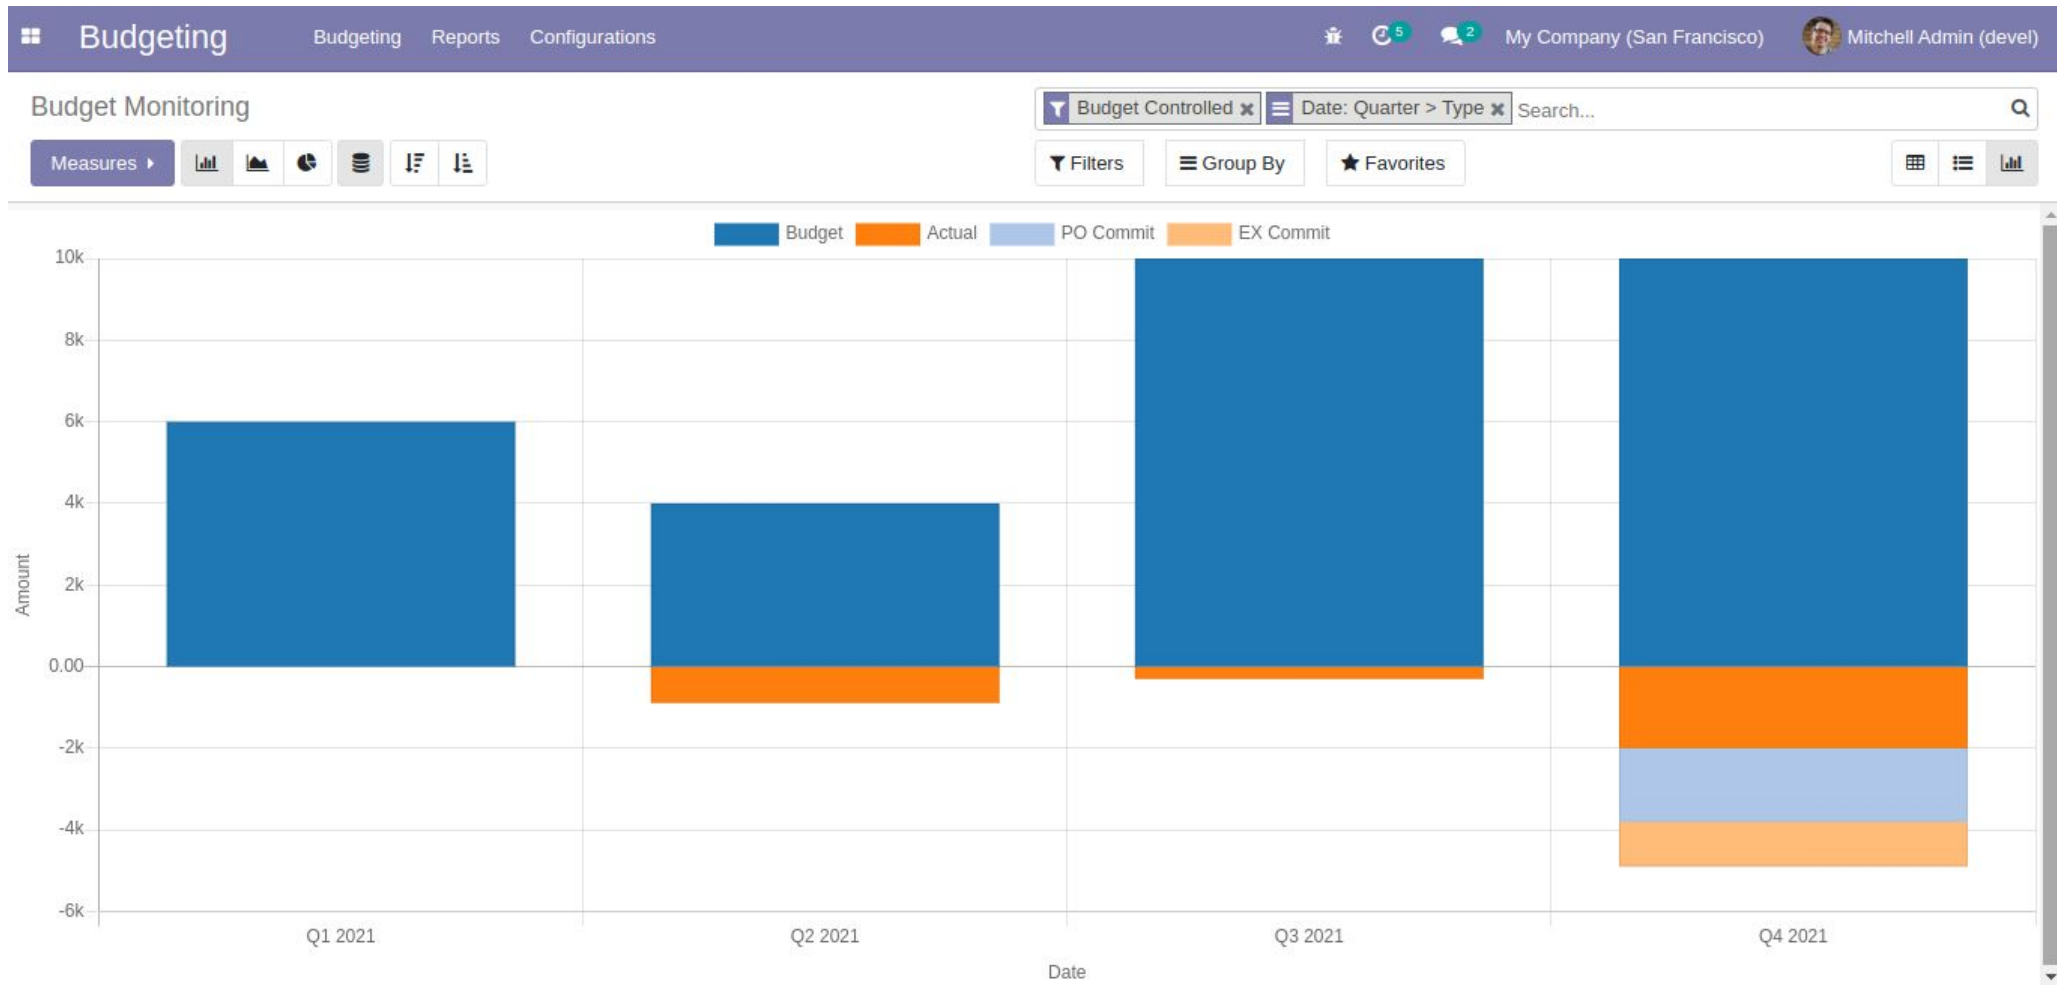 Budgeting Budgeting Reports Configurations 5 2 My Company (San Francisco) Mitchell Admin (devel)
Budget Monitoring Budget Controlled Date: Quarter > Type Search...
Measures Filters Group By Favorites
Budget Actual PO Commit EX Commit
10k
8k
6k
4k
2k
0.00
-2k
-4k
-6k
Amount
Q1 2021 Q2 2021 Q3 2021 Q4 2021
Date